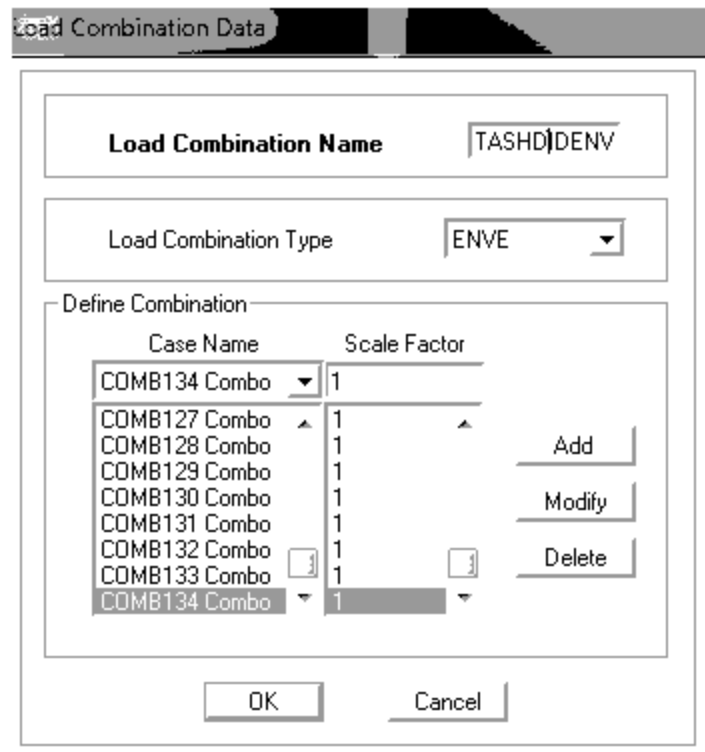 Load Combination Data
Load Combination Name TASHDIDENV
Load Combination Type ENVE
Define Combination
Case Name Scale Factor
COMB134 Combo 1
COMB127 Combo 1
COMB128 Combo 1
COMB129 Combo 1
COMB130 Combo 1
COMB131 Combo 1
COMB132 Combo 1
COMB133 Combo 1
COMB134 Combo 1
Add
Modify
Delete
OK Cancel